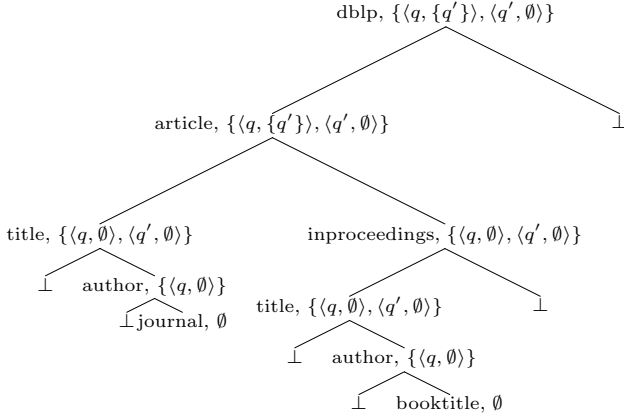 dblp, {⟨q, {q′}⟩, ⟨q′, ∅⟩}
article, {⟨q, {q′}⟩, ⟨q′, ∅⟩}
⊥
title, {⟨q, ∅⟩, ⟨q′, ∅⟩}
inproceedings, {⟨q, ∅⟩, ⟨q′, ∅⟩}
⊥
author, {⟨q, ∅⟩}
title, {⟨q, ∅⟩, ⟨q′, ∅⟩}
⊥
⊥journal, ∅
⊥
author, {⟨q, ∅⟩}
⊥
booktitle, ∅